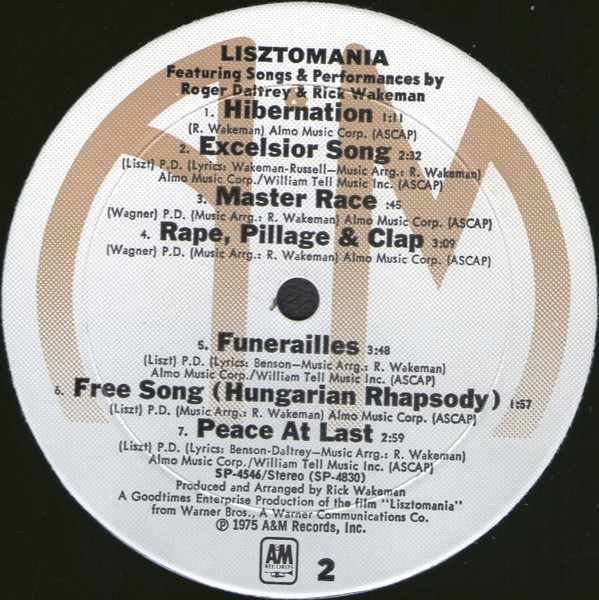 LISZTOMANIA
Featuring Songs & Performances by
Roger Daltrey & Rick Wakeman
1. Hibernation 1:11
(R. Wakeman) Almo Music Corp. (ASCAP)
2. Excelsior Song 2:32
(Liszt) P.D. (Lyrics: Wakeman-Russell—Music Arrg.: R. Wakeman)
Almo Music Corp./William Tell Music Inc. (ASCAP)
3. Master Race :45
(Wagner) P.D. (Music Arrg.: R. Wakeman) Almo Music Corp. (ASCAP)
4. Rape, Pillage & Clap 3:09
(Wagner) P.D. (Music Arrg.: R. Wakeman) Almo Music Corp. (ASCAP)
5. Funerailles 3:48
(Liszt) P.D. (Lyrics: Benson—Music Arrg.: R. Wakeman)
Almo Music Corp./William Tell Music Inc. (ASCAP)
6. Free Song (Hungarian Rhapsody) 1:57
(Liszt) P.D. (Music Arrg.: R. Wakeman) Almo Music Corp. (ASCAP)
7. Peace At Last 2:59
(Liszt) P.D. (Lyrics: Benson-Daltrey—Music Arrg.: R. Wakeman)
Almo Music Corp./William Tell Music Inc. (ASCAP)
SP-4546/Stereo (SP-4830)
Produced and Arranged by Rick Wakeman
A Goodtimes Enterprise Production of the film "Lisztomania"
from Warner Bros., A Warner Communications Co.
℗ 1975 A&M Records, Inc.
A&M
RECORDS
2